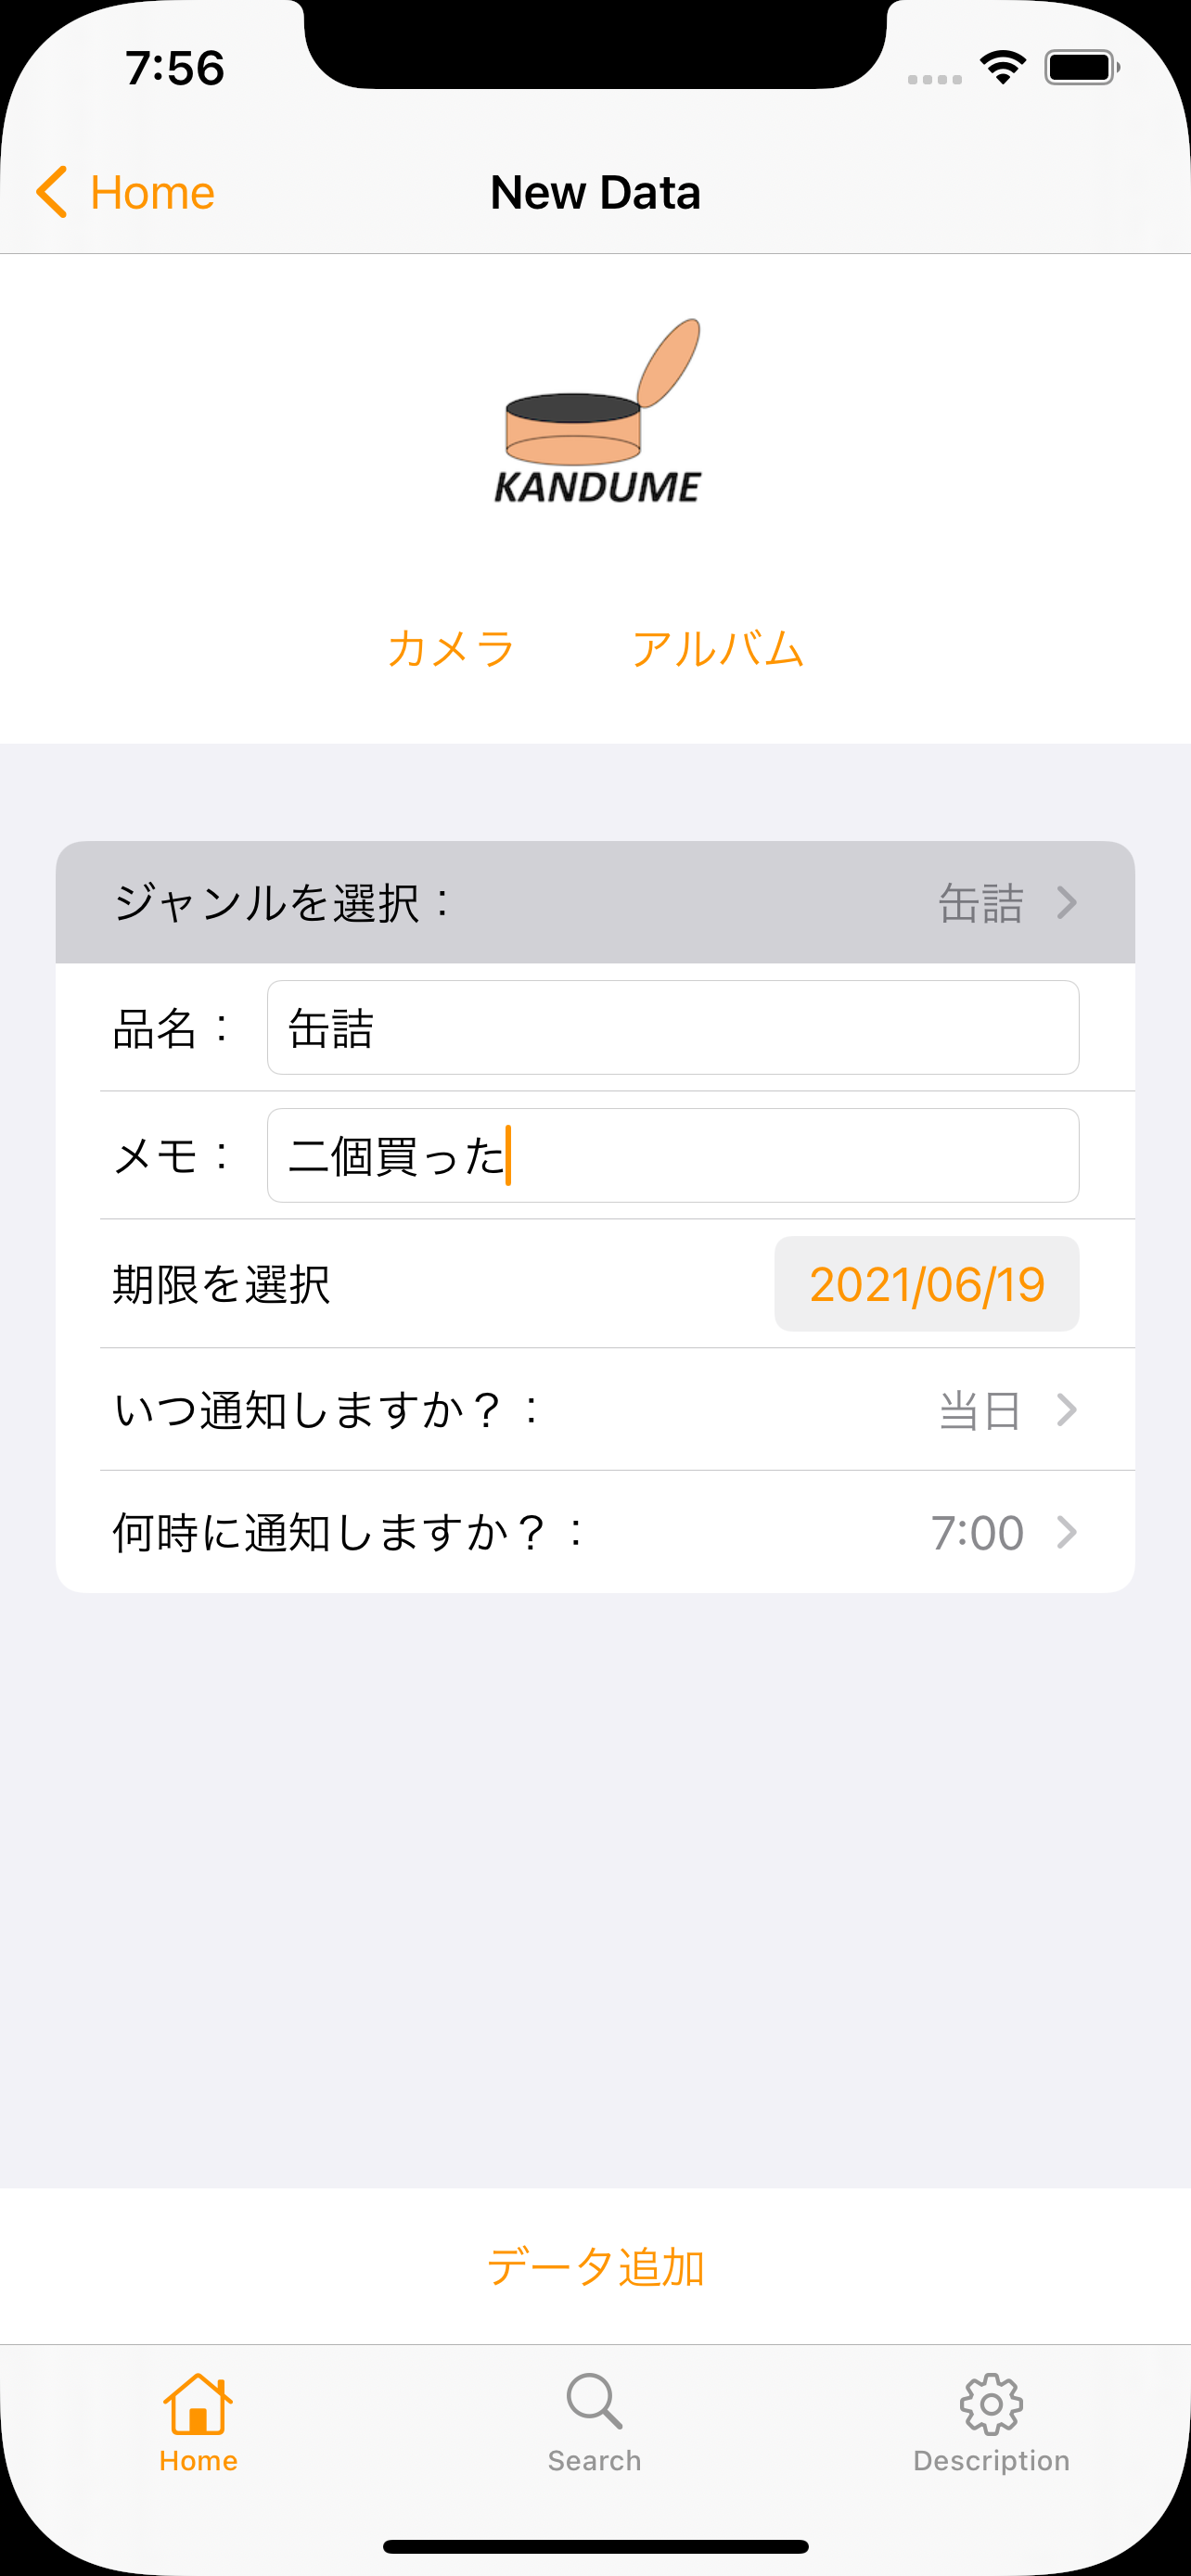 7:56
Home New Data
KANDUME
カメラ アルバム
ジャンルを選択： 缶詰
品名： 缶詰
メモ： 二個買った
期限を選択 2021/06/19
いつ通知しますか？： 当日
何時に通知しますか？： 7:00
データ追加
Home Search Description